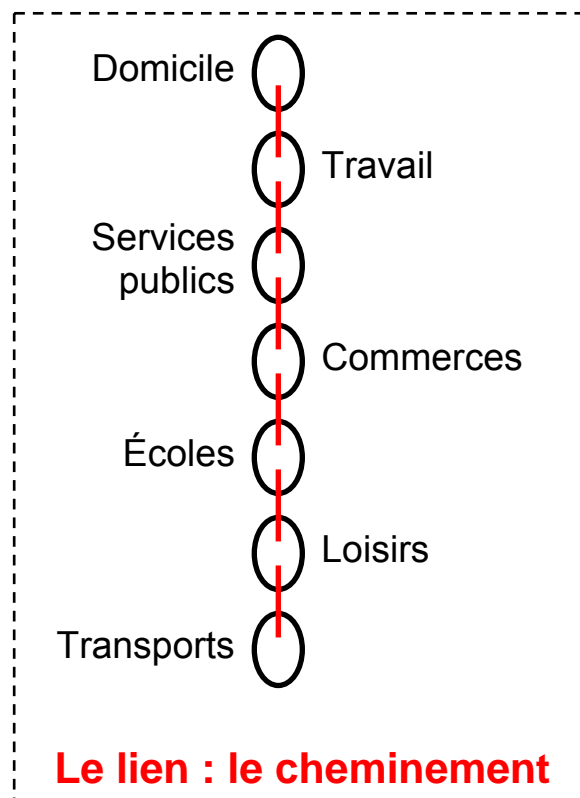 Domicile
Travail
Services
publics
Commerces
Écoles
Loisirs
Transports
Le lien : le cheminement